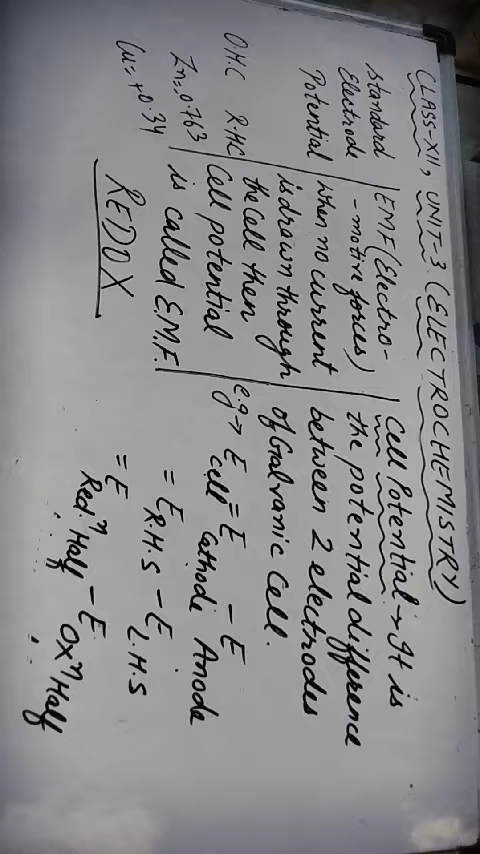 CLASS-XII, UNIT-3. (ELECTROCHEMISTRY)
Standard
Electrode
Potential
O.H.C R.H.C
Zn=0.763
Cu=+0.34
EMF (Electro-
-motive forces)
when no current
is drawn through
the cell then
Cell potential
is called E.M.F.
REDOX
Cell Potential → It is
the potential difference
between 2 electrodes
of Galvanic Cell.
e.g → E cell = E Cathode - E Anode
= E R.H.S - E L.H.S
= E Redⁿ Half - E Oxⁿ Half